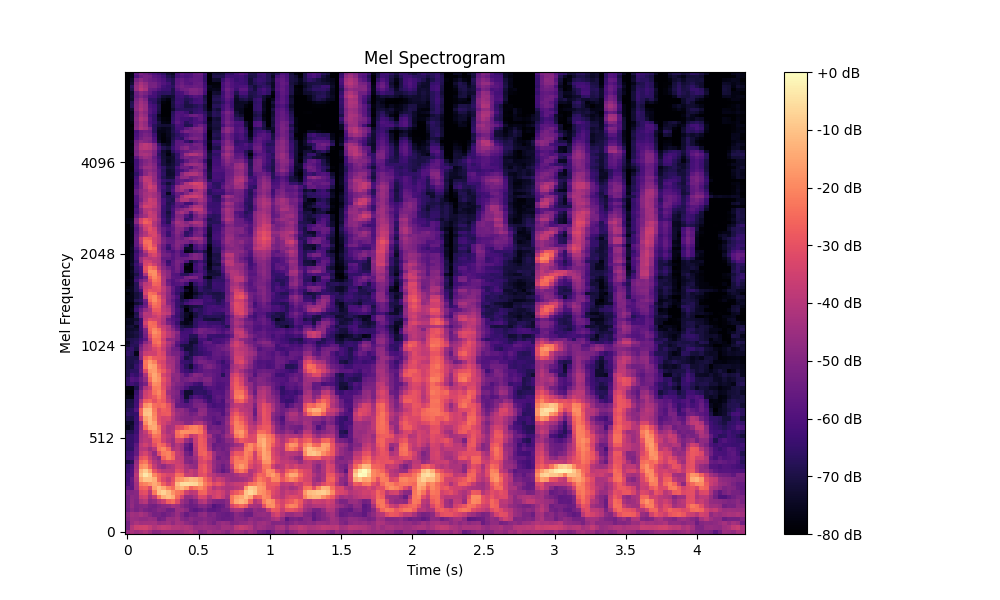 Mel Spectrogram
Mel Frequency
4096
2048
1024
512
0
0
0.5
1
1.5
2
2.5
3
3.5
4
Time (s)
+0 dB
-10 dB
-20 dB
-30 dB
-40 dB
-50 dB
-60 dB
-70 dB
-80 dB